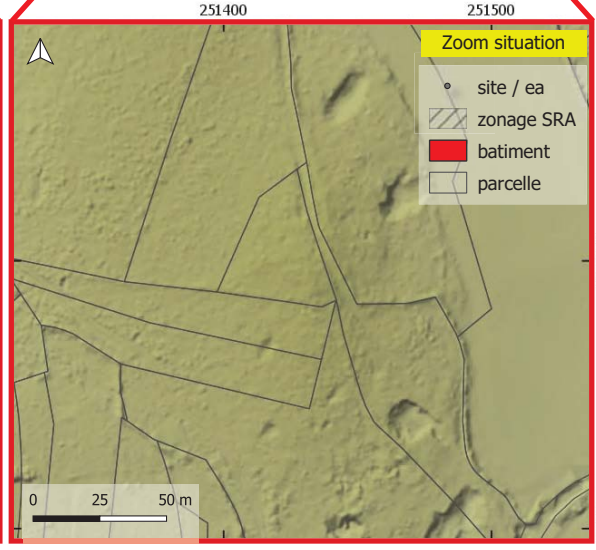 251400
251500
Zoom situation
site / ea
zonage SRA
batiment
parcelle
0 25 50 m